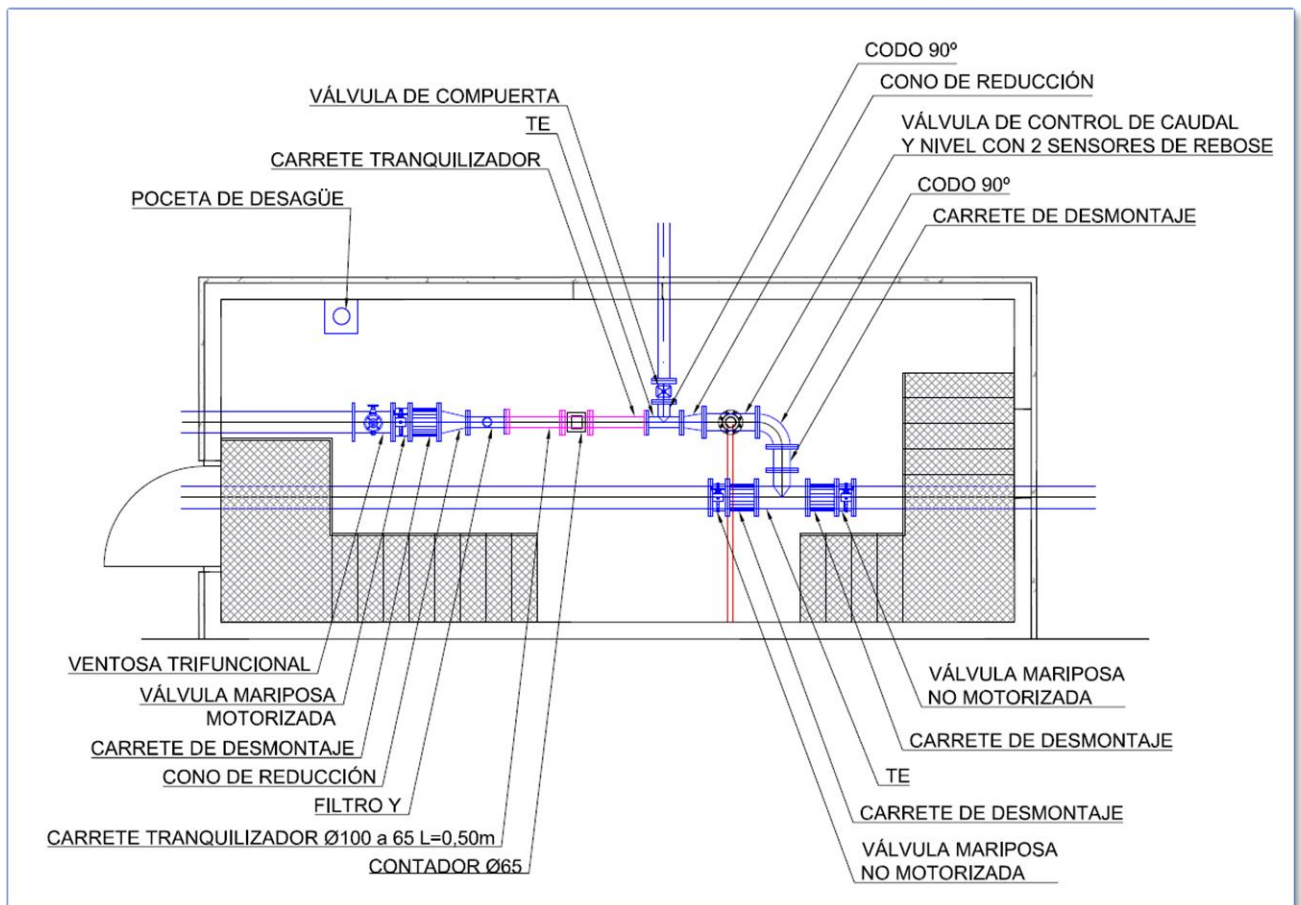 CODO 90º
CONO DE REDUCCIÓN
VÁLVULA DE COMPUERTA
TE
VÁLVULA DE CONTROL DE CAUDAL
Y NIVEL CON 2 SENSORES DE REBOSE
CARRETE TRANQUILIZADOR
CODO 90º
POCETA DE DESAGÜE
CARRETE DE DESMONTAJE
VENTOSA TRIFUNCIONAL
VÁLVULA MARIPOSA
MOTORIZADA
CARRETE DE DESMONTAJE
CONO DE REDUCCIÓN
FILTRO Y
CARRETE TRANQUILIZADOR Ø100 a 65 L=0,50m
CONTADOR Ø65
VÁLVULA MARIPOSA
NO MOTORIZADA
CARRETE DE DESMONTAJE
TE
CARRETE DE DESMONTAJE
VÁLVULA MARIPOSA
NO MOTORIZADA